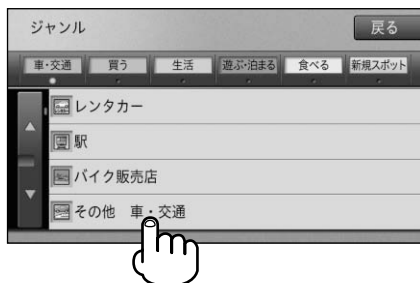 ジャンル
戻る
車・交通 買う 生活 遊ぶ・泊まる 食べる 新規スポット
レンタカー
駅
バイク販売店
その他 車・交通